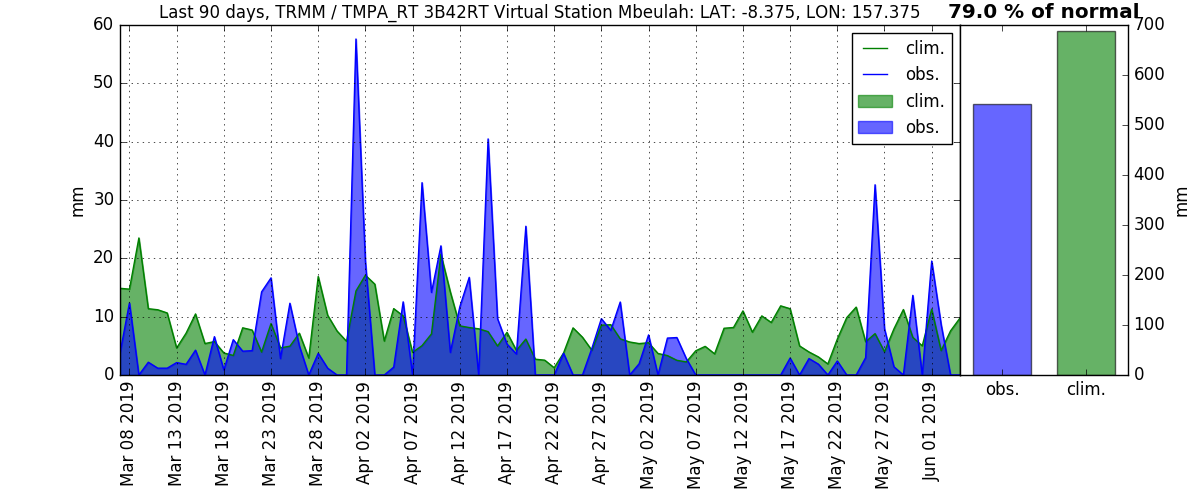 Last 90 days, TRMM / TMPA_RT 3B42RT Virtual Station Mbeulah: LAT: -8.375, LON: 157.375
79.0 % of normal
60
50
40
30
20
10
0
mm
clim.
obs.
clim.
obs.
Mar 08 2019
Mar 13 2019
Mar 18 2019
Mar 23 2019
Mar 28 2019
Apr 02 2019
Apr 07 2019
Apr 12 2019
Apr 17 2019
Apr 22 2019
Apr 27 2019
May 02 2019
May 07 2019
May 12 2019
May 17 2019
May 22 2019
May 27 2019
Jun 01 2019
700
600
500
400
300
200
100
0
mm
obs.
clim.